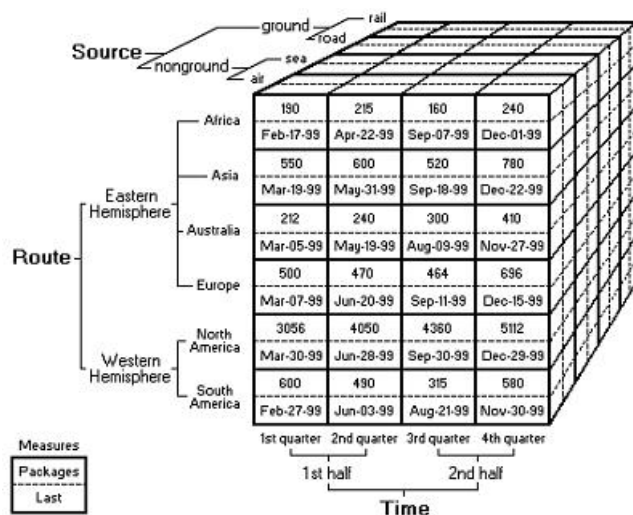 ground
rail
road
Source
nonground
sea
air
190 215 160 240
Africa
Feb-17-99 Apr-22-99 Sep-07-99 Dec-01-99
550 600 520 780
Asia
Mar-19-99 May-31-99 Sep-18-99 Dec-22-99
Eastern
Hemisphere
212 240 300 410
Australia
Mar-05-99 May-19-99 Aug-09-99 Nov-27-99
Route
500 470 464 696
Europe
Mar-07-99 Jun-20-99 Sep-11-99 Dec-15-99
3056 4050 4360 5112
North
America
Mar-30-99 Jun-28-99 Sep-30-99 Dec-29-99
Western
Hemisphere
600 490 315 580
South
America
Feb-27-99 Jun-03-99 Aug-21-99 Nov-30-99
1st quarter 2nd quarter 3rd quarter 4th quarter
1st half 2nd half
Time
Measures
Packages
Last